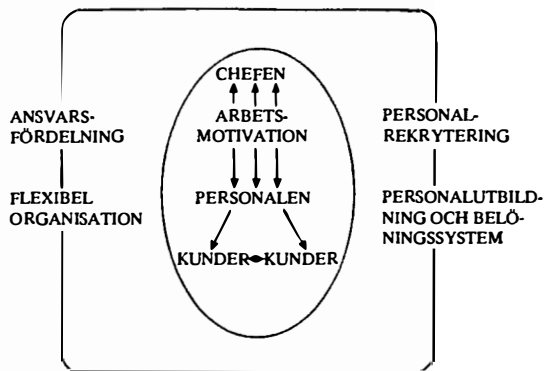 CHEFEN
ARBETS-
MOTIVATION
PERSONALEN
KUNDER
KUNDER
ANSVARS-
FÖRDELNING
FLEXIBEL
ORGANISATION
PERSONAL-
REKRYTERING
PERSONALUTBILD-
NING OCH BELÖ-
NINGSSYSTEM